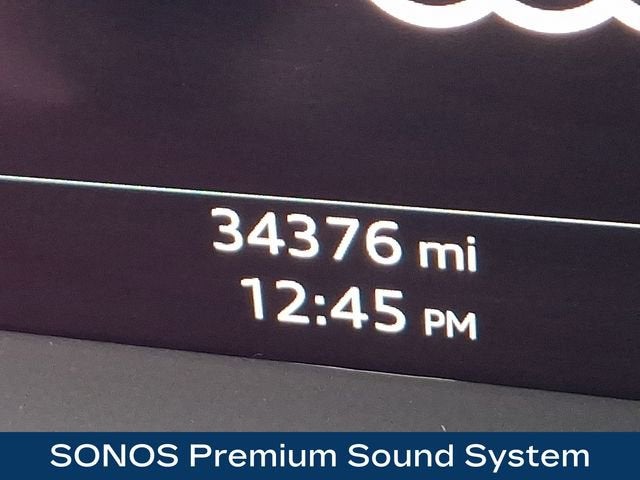 34376 mi
12:45 PM
SONOS Premium Sound System